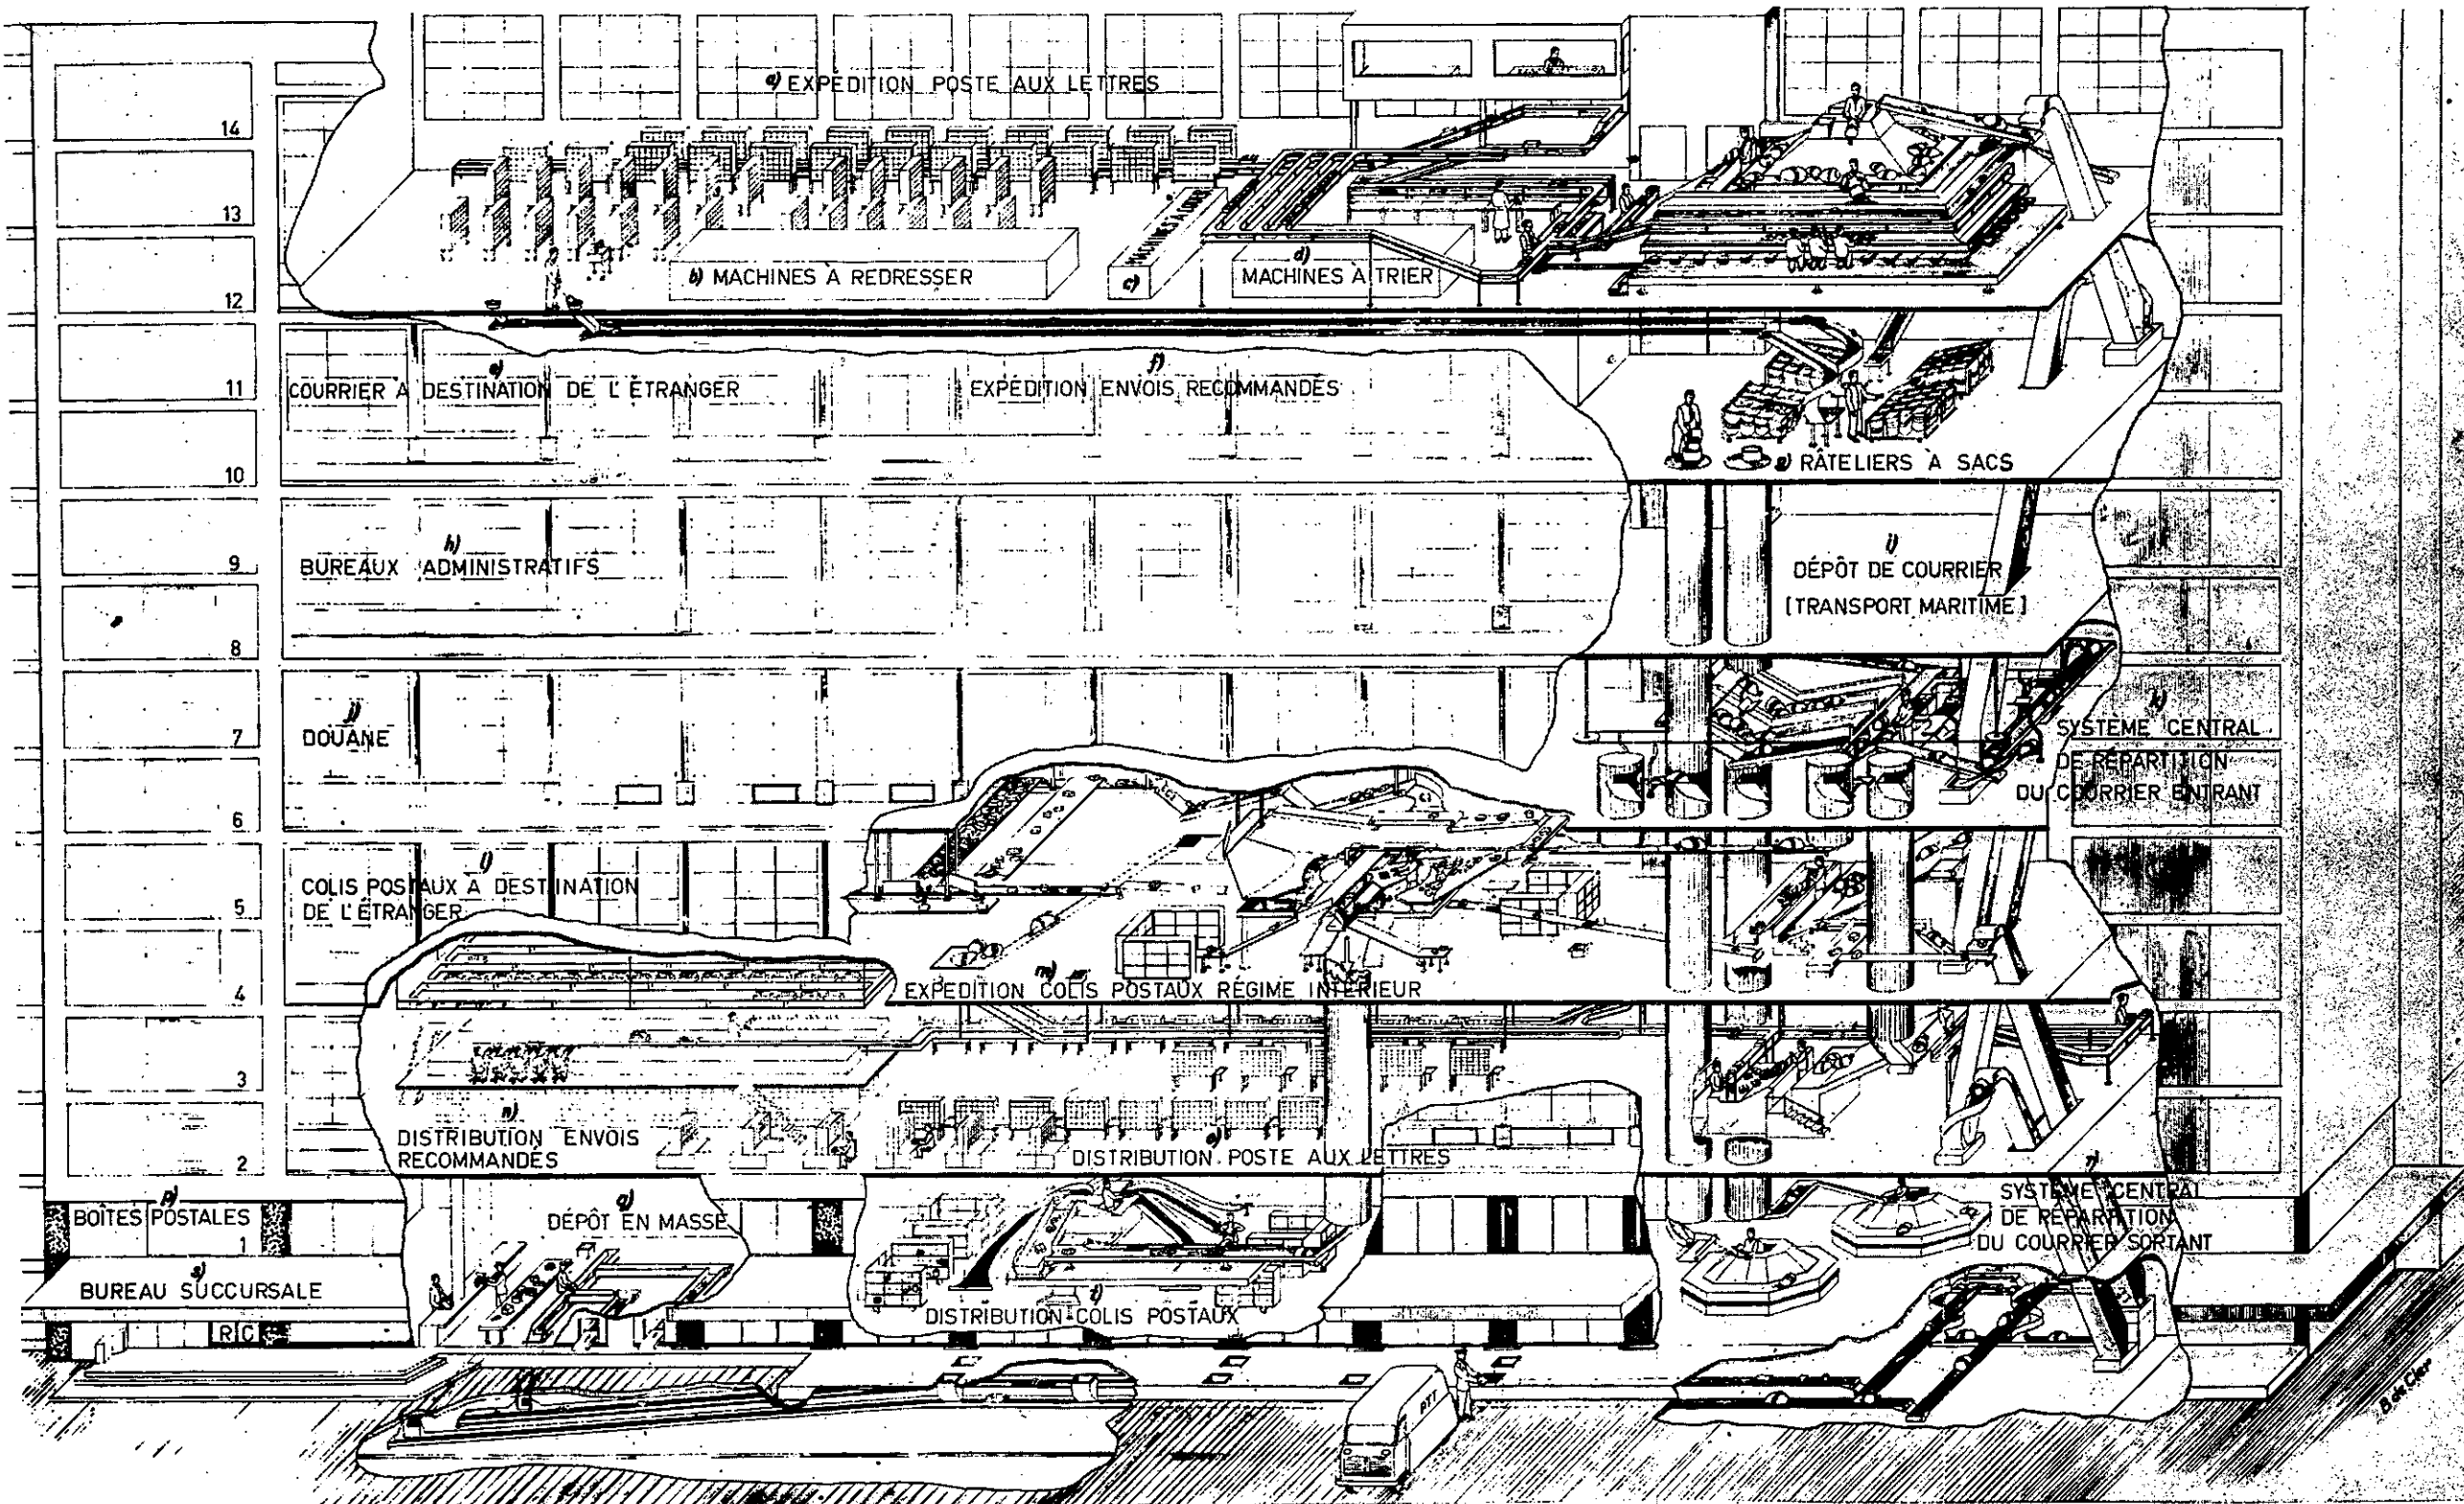 a) EXPÉDITION POSTE AUX LETTRES
14
13
12
b) MACHINES À REDRESSER
c)
MACHINES À LOVER
d)
MACHINES À TRIER
11
10
e)
COURRIER À DESTINATION DE L'ÉTRANGER
f)
EXPÉDITION ENVOIS RECOMMANDÉS
g) RÂTELIERS À SACS
9
8
h)
BUREAUX ADMINISTRATIFS
i)
DÉPÔT DE COURRIER
[TRANSPORT MARITIME]
7
6
j)
DOUANE
k)
SYSTÈME CENTRAL
DE RÉPARTITION
DU COURRIER ENTRANT
5
4
l)
COLIS POSTAUX À DESTINATION
DE L'ÉTRANGER
m)
EXPÉDITION COLIS POSTAUX RÉGIME INTÉRIEUR
3
2
n)
DISTRIBUTION ENVOIS
RECOMMANDÉS
o)
DISTRIBUTION POSTE AUX LETTRES
p)
BOÎTES POSTALES
1
q)
DÉPÔT EN MASSE
r)
SYSTÈME CENTRAL
DE RÉPARTITION
DU COURRIER SORTANT
s)
BUREAU SUCCURSALE
R/C
t)
DISTRIBUTION COLIS POSTAUX
PTT